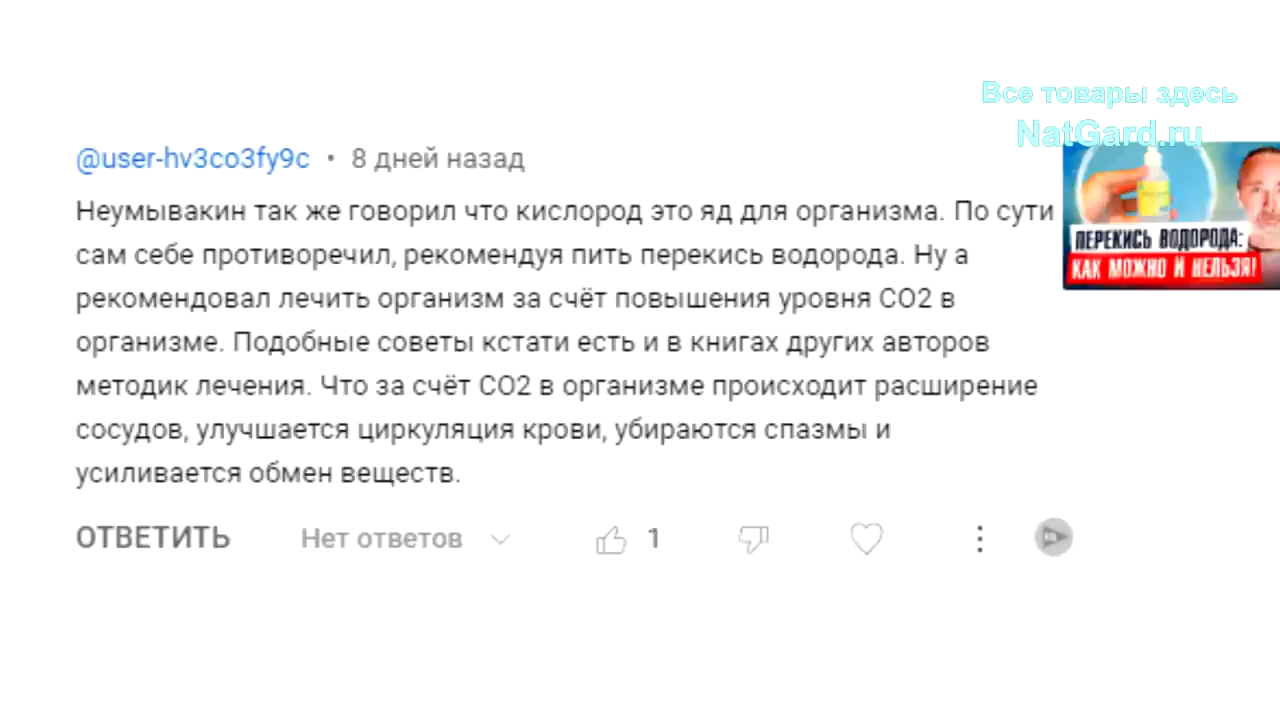 Все товары здесь
NatGard.ru
@user-hv3co3fy9c • 8 дней назад
Неумывакин так же говорил что кислород это яд для организма. По сути
сам себе противоречил, рекомендуя пить перекись водорода. Ну а
рекомендовал лечить организм за счёт повышения уровня СО2 в
организме. Подобные советы кстати есть и в книгах других авторов
методик лечения. Что за счёт СО2 в организме происходит расширение
сосудов, улучшается циркуляция крови, убираются спазмы и
усиливается обмен веществ.
ПЕРЕКИСЬ ВОДОРОДА:
КАК МОЖНО И НЕЛЬЗЯ!
ОТВЕТИТЬ Нет ответов 1